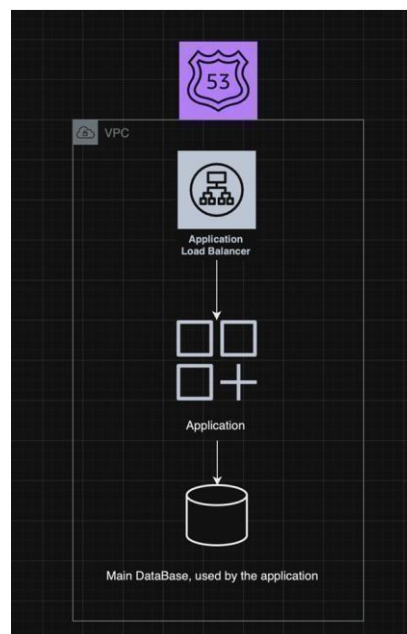 53
VPC
Application
Load Balancer
Application
Main DataBase, used by the application